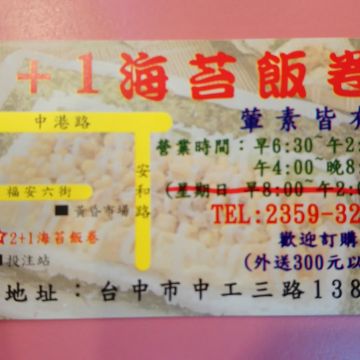 2+1海苔飯卷
葷素皆
中港路
營業時間：早6:30~午2
午4:00~晚8
安和路
福安六街
(星期日 早8:00~午2
黃昏市場
TEL:2359-32
☆2+1海苔飯卷
歡迎訂購
投注站
(外送300元以
地址：台中市中工三路138